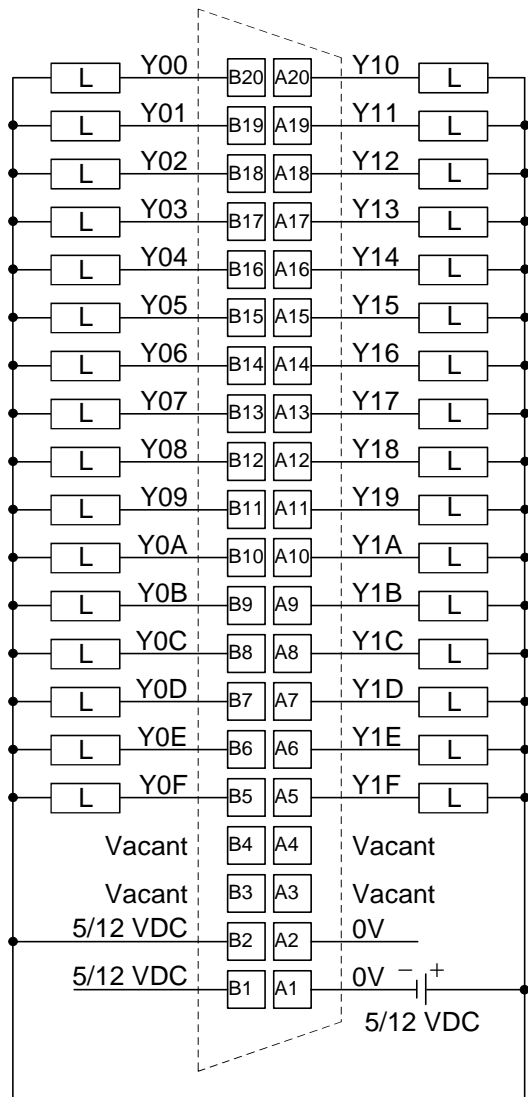 L Y00 B20 A20 Y10 L
L Y01 B19 A19 Y11 L
L Y02 B18 A18 Y12 L
L Y03 B17 A17 Y13 L
L Y04 B16 A16 Y14 L
L Y05 B15 A15 Y15 L
L Y06 B14 A14 Y16 L
L Y07 B13 A13 Y17 L
L Y08 B12 A12 Y18 L
L Y09 B11 A11 Y19 L
L Y0A B10 A10 Y1A L
L Y0B B9 A9 Y1B L
L Y0C B8 A8 Y1C L
L Y0D B7 A7 Y1D L
L Y0E B6 A6 Y1E L
L Y0F B5 A5 Y1F L
Vacant B4 A4 Vacant
Vacant B3 A3 Vacant
5/12 VDC B2 A2 0V
5/12 VDC B1 A1 0V − +
5/12 VDC